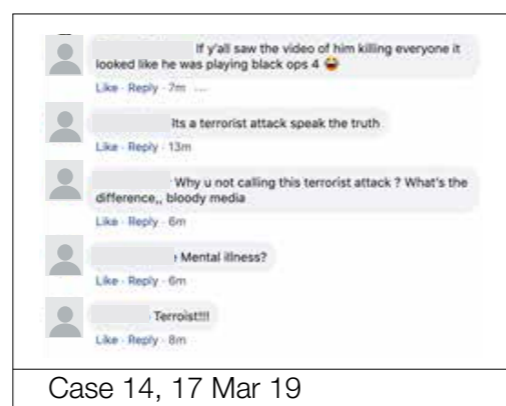 If y'all saw the video of him killing everyone it
looked like he was playing black ops 4 😂
Like · Reply · 7m ...
Its a terrorist attack speak the truth
Like · Reply · 13m
Why u not calling this terrorist attack ? What's the
difference,, bloody media
Like · Reply · 6m
Mental illness?
Like · Reply · 6m
Terroist!!!
Like · Reply · 8m
Case 14, 17 Mar 19